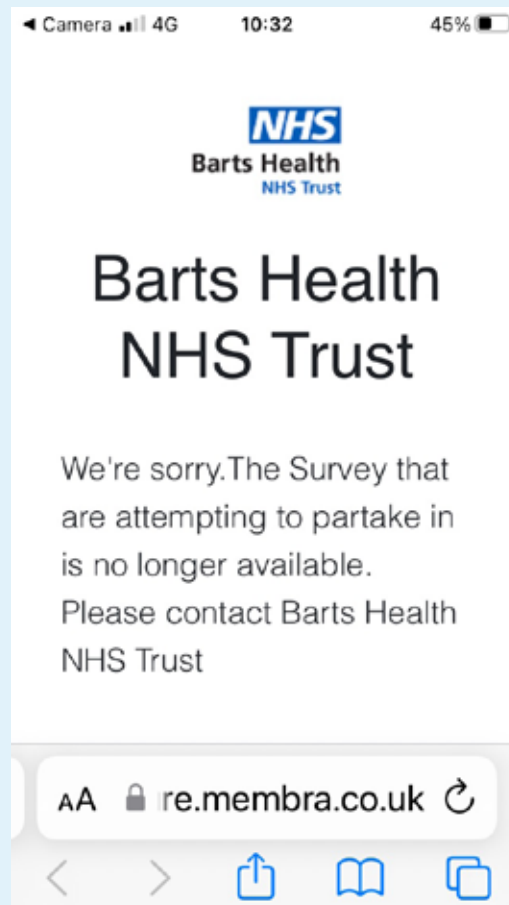 Camera 4G 10:32 45%
NHS
Barts Health
NHS Trust
Barts Health
NHS Trust
We're sorry.The Survey that
are attempting to partake in
is no longer available.
Please contact Barts Health
NHS Trust
AA re.membra.co.uk